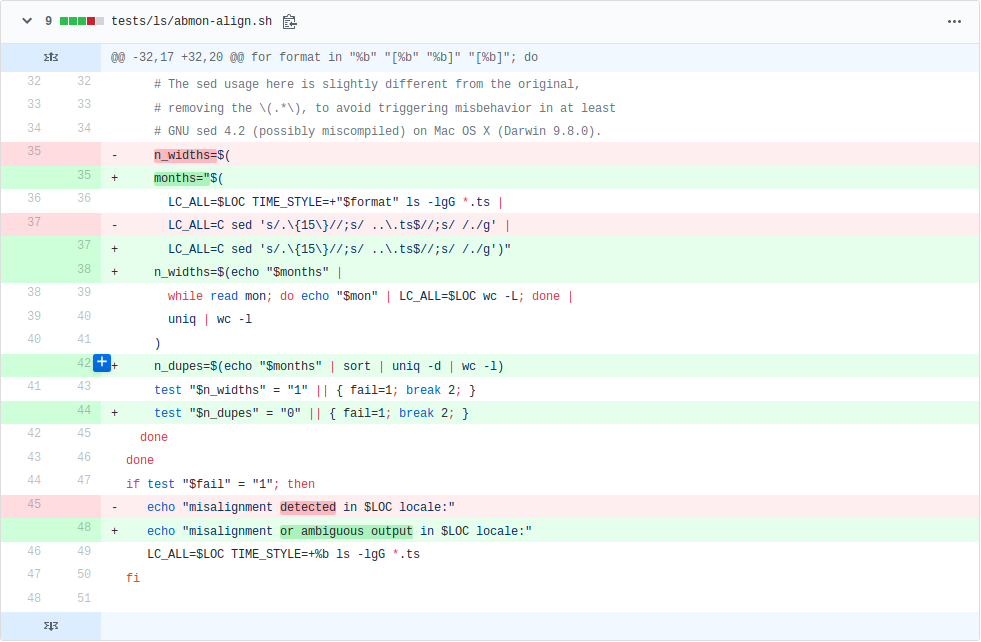 9 tests/ls/abmon-align.sh
@@ -32,17 +32,20 @@ for format in "%b" "[%b" "%b]" "[%b]"; do
32 32 # The sed usage here is slightly different from the original,
33 33 # removing the \(.*\), to avoid triggering misbehavior in at least
34 34 # GNU sed 4.2 (possibly miscompiled) on Mac OS X (Darwin 9.8.0).
35 - n_widths=$(
35 + months="$(
36 36 LC_ALL=$LOC TIME_STYLE=+"$format" ls -lgG *.ts |
37 - LC_ALL=C sed 's/.\{15\}//;s/ ..\.ts$//;s/ /./g' |
37 + LC_ALL=C sed 's/.\{15\}//;s/ ..\.ts$//;s/ /./g')"
38 + n_widths=$(echo "$months" |
38 39 while read mon; do echo "$mon" | LC_ALL=$LOC wc -L; done |
39 40 uniq | wc -l
40 41 )
42 + n_dupes=$(echo "$months" | sort | uniq -d | wc -l)
41 43 test "$n_widths" = "1" || { fail=1; break 2; }
44 + test "$n_dupes" = "0" || { fail=1; break 2; }
42 45 done
43 46 done
44 47 if test "$fail" = "1"; then
45 - echo "misalignment detected in $LOC locale:"
48 + echo "misalignment or ambiguous output in $LOC locale:"
46 49 LC_ALL=$LOC TIME_STYLE=+%b ls -lgG *.ts
47 50 fi
48 51